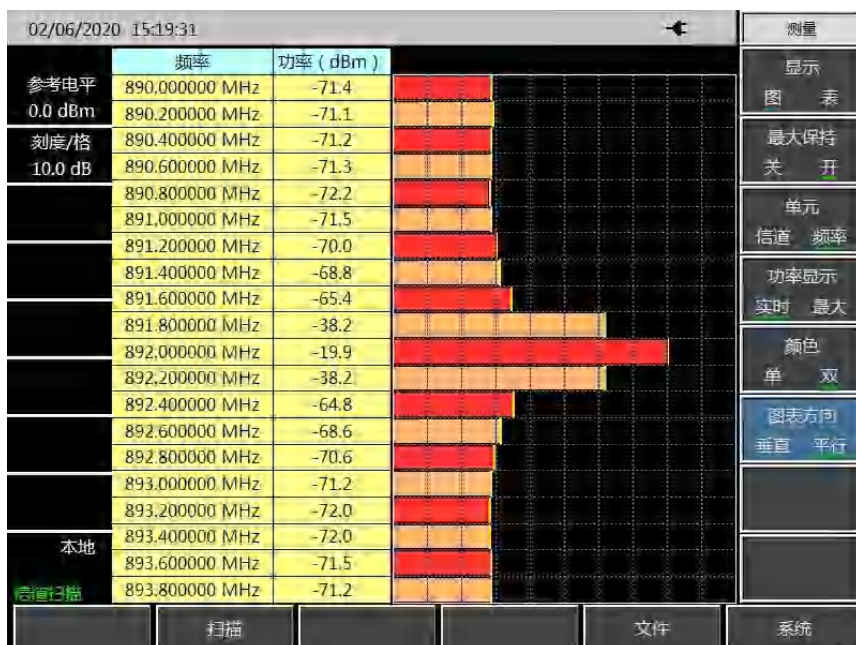 02/06/2020 15:19:31
测量
频率 功率（dBm）
参考电平
0.0 dBm
刻度/格
10.0 dB
890.000000 MHz -71.4
890.200000 MHz -71.1
890.400000 MHz -71.2
890.600000 MHz -71.3
890.800000 MHz -72.2
891.000000 MHz -71.5
891.200000 MHz -70.0
891.400000 MHz -68.8
891.600000 MHz -65.4
891.800000 MHz -38.2
892.000000 MHz -19.9
892.200000 MHz -38.2
892.400000 MHz -64.8
892.600000 MHz -68.6
892.800000 MHz -70.6
893.000000 MHz -71.2
893.200000 MHz -72.0
893.400000 MHz -72.0
893.600000 MHz -71.5
893.800000 MHz -71.2
本地
信道扫描
显示
图 表
最大保持
关 开
单元
信道 频率
功率显示
实时 最大
颜色
单 双
图表方向
垂直 平行
扫描 文件 系统